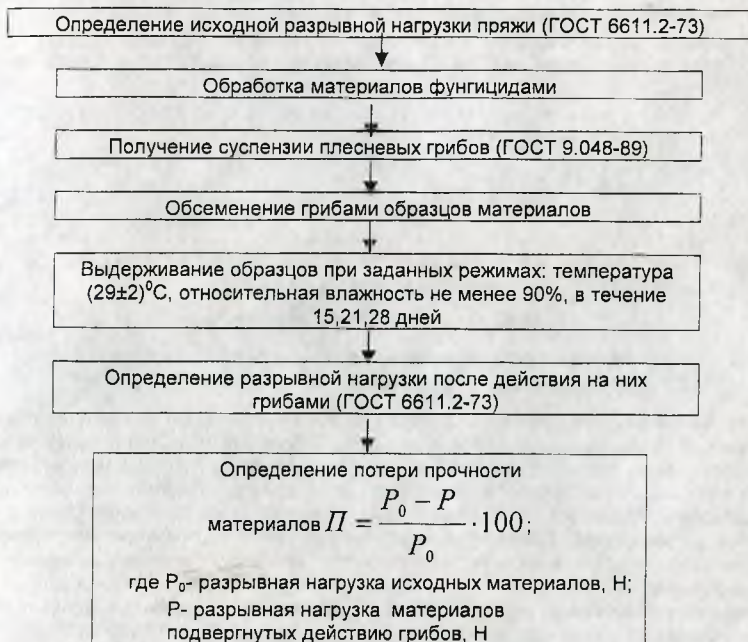 Определение исходной разрывной нагрузки пряжи (ГОСТ 6611.2-73)
Обработка материалов фунгицидами
Получение суспензии плесневых грибов (ГОСТ 9.048-89)
Обсеменение грибами образцов материалов
Выдерживание образцов при заданных режимах: температура
(29±2)⁰С, относительная влажность не менее 90%, в течение
15,21,28 дней
Определение разрывной нагрузки после действия на них
грибами (ГОСТ 6611.2-73)
Определение потери прочности
материалов П = (P₀ – P) / P₀ · 100;
где P₀- разрывная нагрузка исходных материалов, Н;
P- разрывная нагрузка материалов
подвергнутых действию грибов, Н